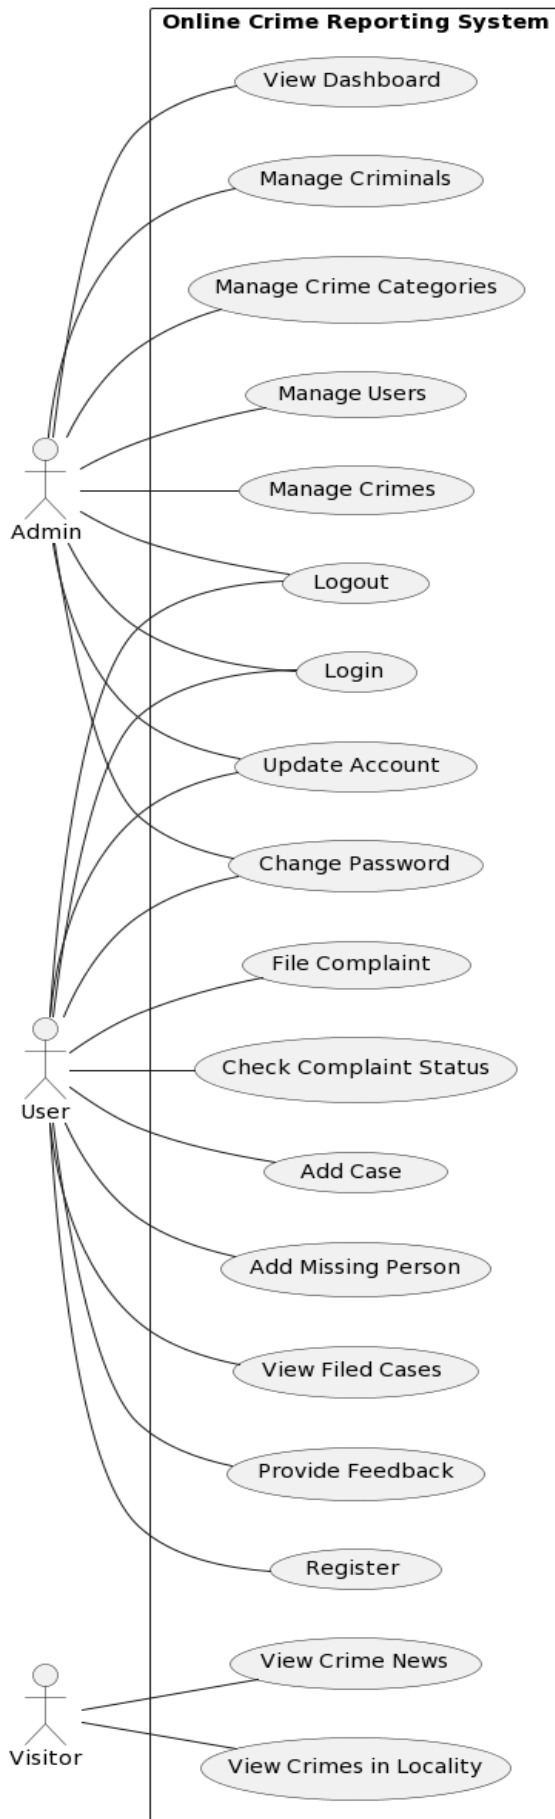 Online Crime Reporting System
View Dashboard
Manage Criminals
Manage Crime Categories
Manage Users
Manage Crimes
Admin
Logout
Login
Update Account
Change Password
File Complaint
Check Complaint Status
User
Add Case
Add Missing Person
View Filed Cases
Provide Feedback
Register
View Crime News
Visitor
View Crimes in Locality